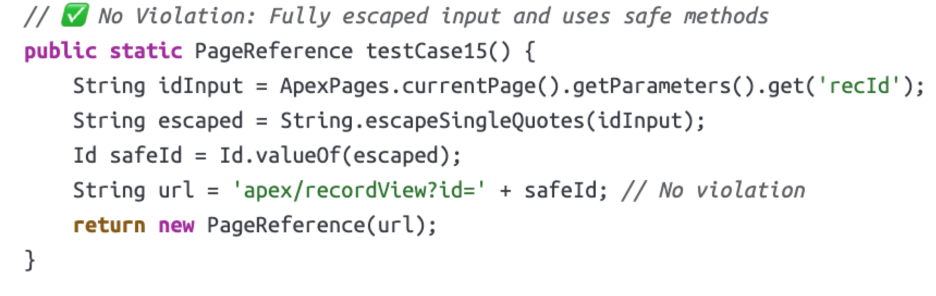 // ✅ No Violation: Fully escaped input and uses safe methods
public static PageReference testCase15() {
    String idInput = ApexPages.currentPage().getParameters().get('recId');
    String escaped = String.escapeSingleQuotes(idInput);
    Id safeId = Id.valueOf(escaped);
    String url = 'apex/recordView?id=' + safeId; // No violation
    return new PageReference(url);
}